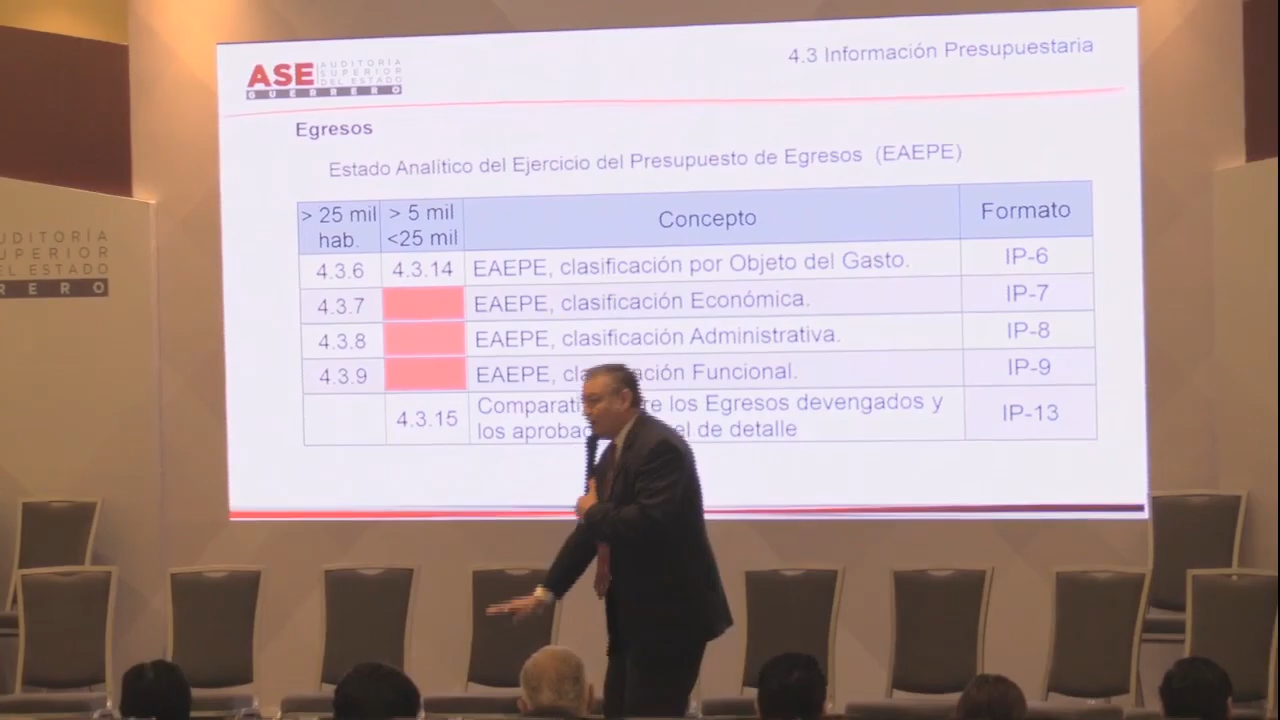 ASE AUDITORÍA
SUPERIOR
DEL ESTADO
GUERRERO
4.3 Información Presupuestaria
Egresos
Estado Analítico del Ejercicio del Presupuesto de Egresos (EAEPE)
> 25 mil hab. > 5 mil <25 mil Concepto Formato
4.3.6 4.3.14 EAEPE, clasificación por Objeto del Gasto. IP-6
4.3.7 EAEPE, clasificación Económica. IP-7
4.3.8 EAEPE, clasificación Administrativa. IP-8
4.3.9 EAEPE, cla ación Funcional. IP-9
4.3.15 Comparati re los Egresos devengados y IP-13
los aprobad el de detalle
UDITORÍA
UPERIOR
EL ESTADO
RERO